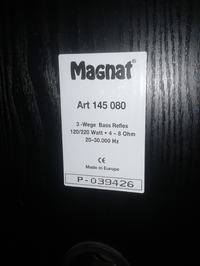 Magnat®
Art 145 080
3.-Wege Bass Reflex
120/220 Watt • 4 – 8 Ohm
20–30.000 Hz
CE
Made in Europe
P-039426